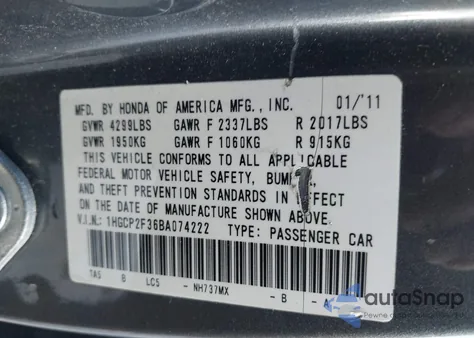 MFD. BY HONDA OF AMERICA MFG., INC. 01/'11
GVWR 4299LBS GAWR F 2337LBS R 2017LBS
GVWR 1950KG GAWR F 1060KG R 915KG
THIS VEHICLE CONFORMS TO ALL APPLICABLE
FEDERAL MOTOR VEHICLE SAFETY,
AND THEFT PREVENTION STANDARDS IN EFFECT
ON THE DATE OF MANUFACTURE SHOWN ABOVE.
V.I.N.: 1HGCP2F36BA074222 TYPE: PASSENGER CAR
TA5 B LC5 - NH737MX - B - A
autoSnap